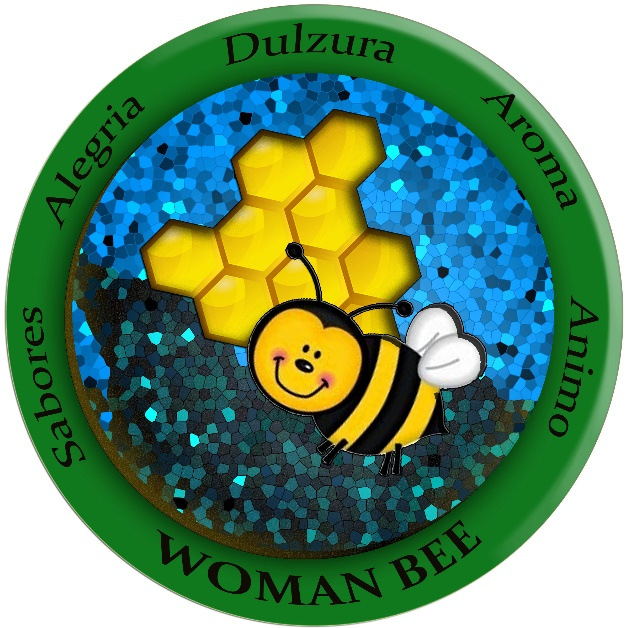 Sabores
Alegria
Dulzura
Aroma
Animo
WOMAN BEE